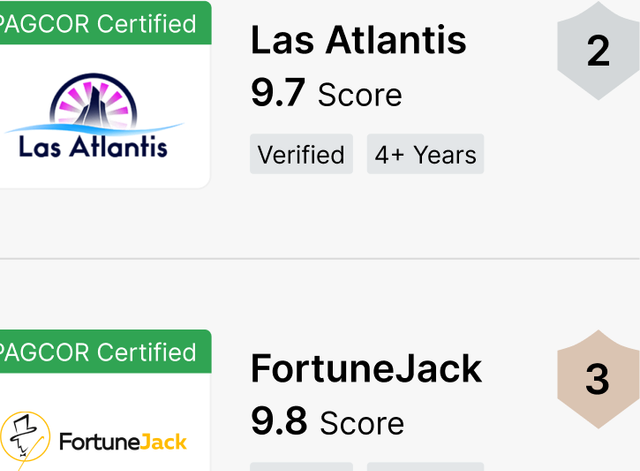 PAGCOR Certified
Las Atlantis
Las Atlantis
9.7 Score
Verified
4+ Years
2
PAGCOR Certified
FortuneJack
FortuneJack
9.8 Score
3